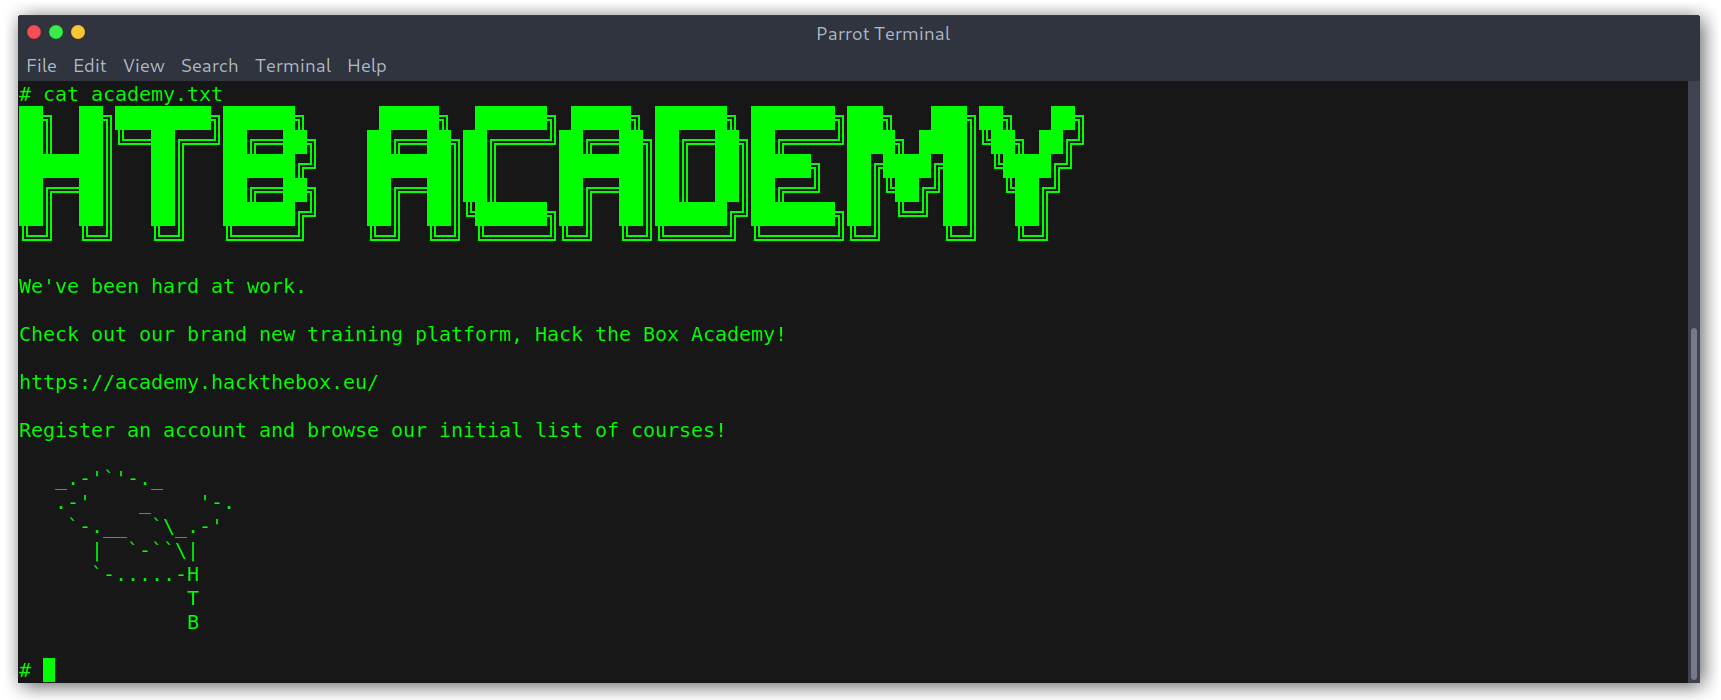 Parrot Terminal
File Edit View Search Terminal Help
# cat academy.txt
HTB ACADEMY
We've been hard at work.
Check out our brand new training platform, Hack the Box Academy!
https://academy.hackthebox.eu/
Register an account and browse our initial list of courses!
H
T
B
#